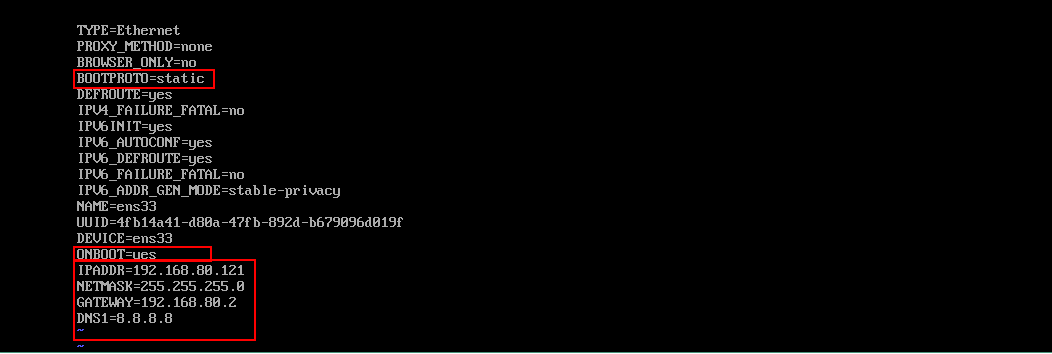 TYPE=Ethernet
PROXY_METHOD=none
BROWSER_ONLY=no
BOOTPROTO=static
DEFROUTE=yes
IPV4_FAILURE_FATAL=no
IPV6INIT=yes
IPV6_AUTOCONF=yes
IPV6_DEFROUTE=yes
IPV6_FAILURE_FATAL=no
IPV6_ADDR_GEN_MODE=stable-privacy
NAME=ens33
UUID=4fb14a41-d80a-47fb-892d-b679096d019f
DEVICE=ens33
ONBOOT=yes
IPADDR=192.168.80.121
NETMASK=255.255.255.0
GATEWAY=192.168.80.2
DNS1=8.8.8.8
~
~